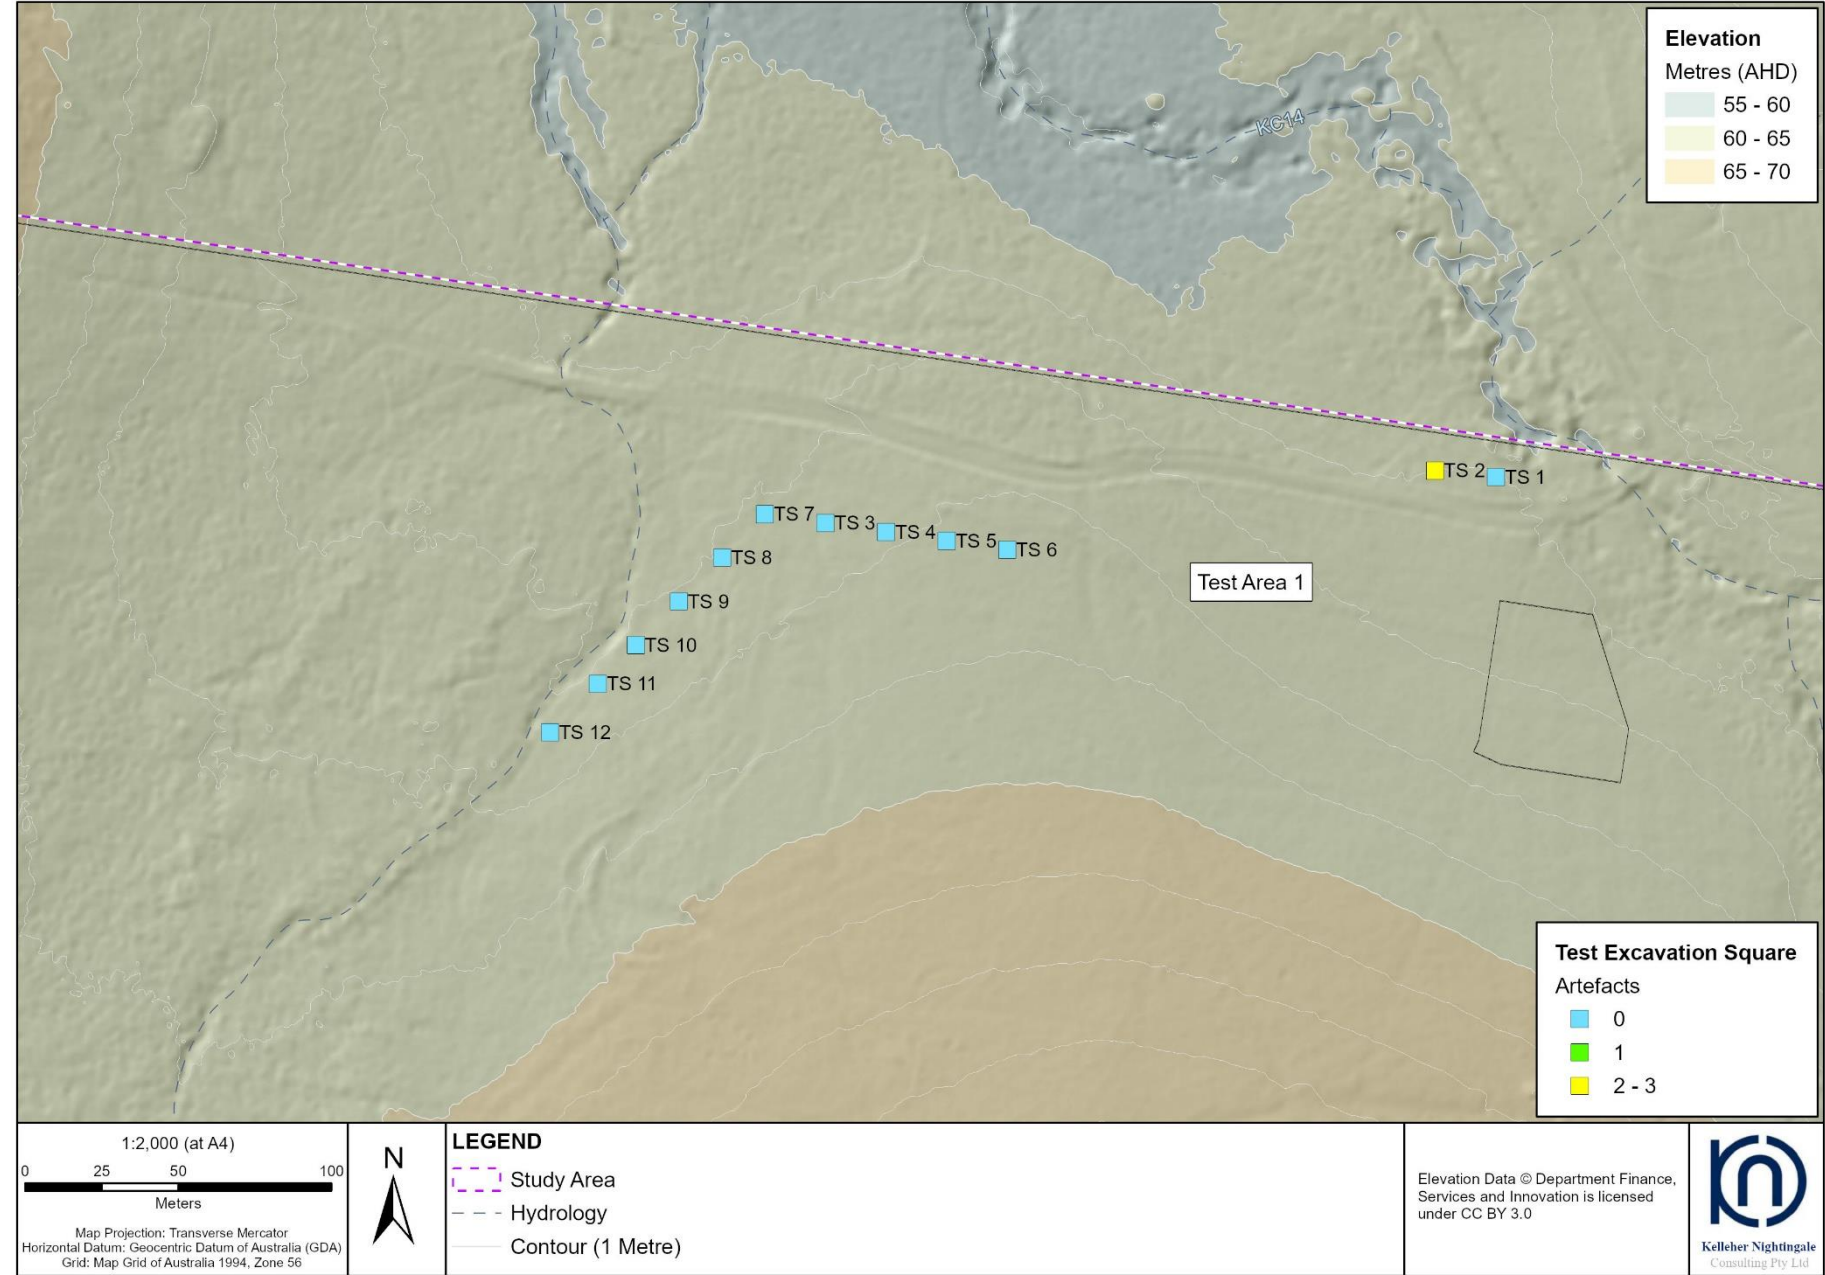 Elevation
Metres (AHD)
55 - 60
60 - 65
65 - 70
KC14
TS 2
TS 1
TS 7
TS 3
TS 4
TS 5
TS 6
TS 8
TS 9
TS 10
TS 11
TS 12
Test Area 1
Test Excavation Square
Artefacts
0
1
2 - 3
1:2,000 (at A4)
0 25 50 100
Meters
Map Projection: Transverse Mercator
Horizontal Datum: Geocentric Datum of Australia (GDA)
Grid: Map Grid of Australia 1994, Zone 56
N
LEGEND
Study Area
Hydrology
Contour (1 Metre)
Elevation Data © Department Finance,
Services and Innovation is licensed
under CC BY 3.0
Kelleher Nightingale
Consulting Pty Ltd